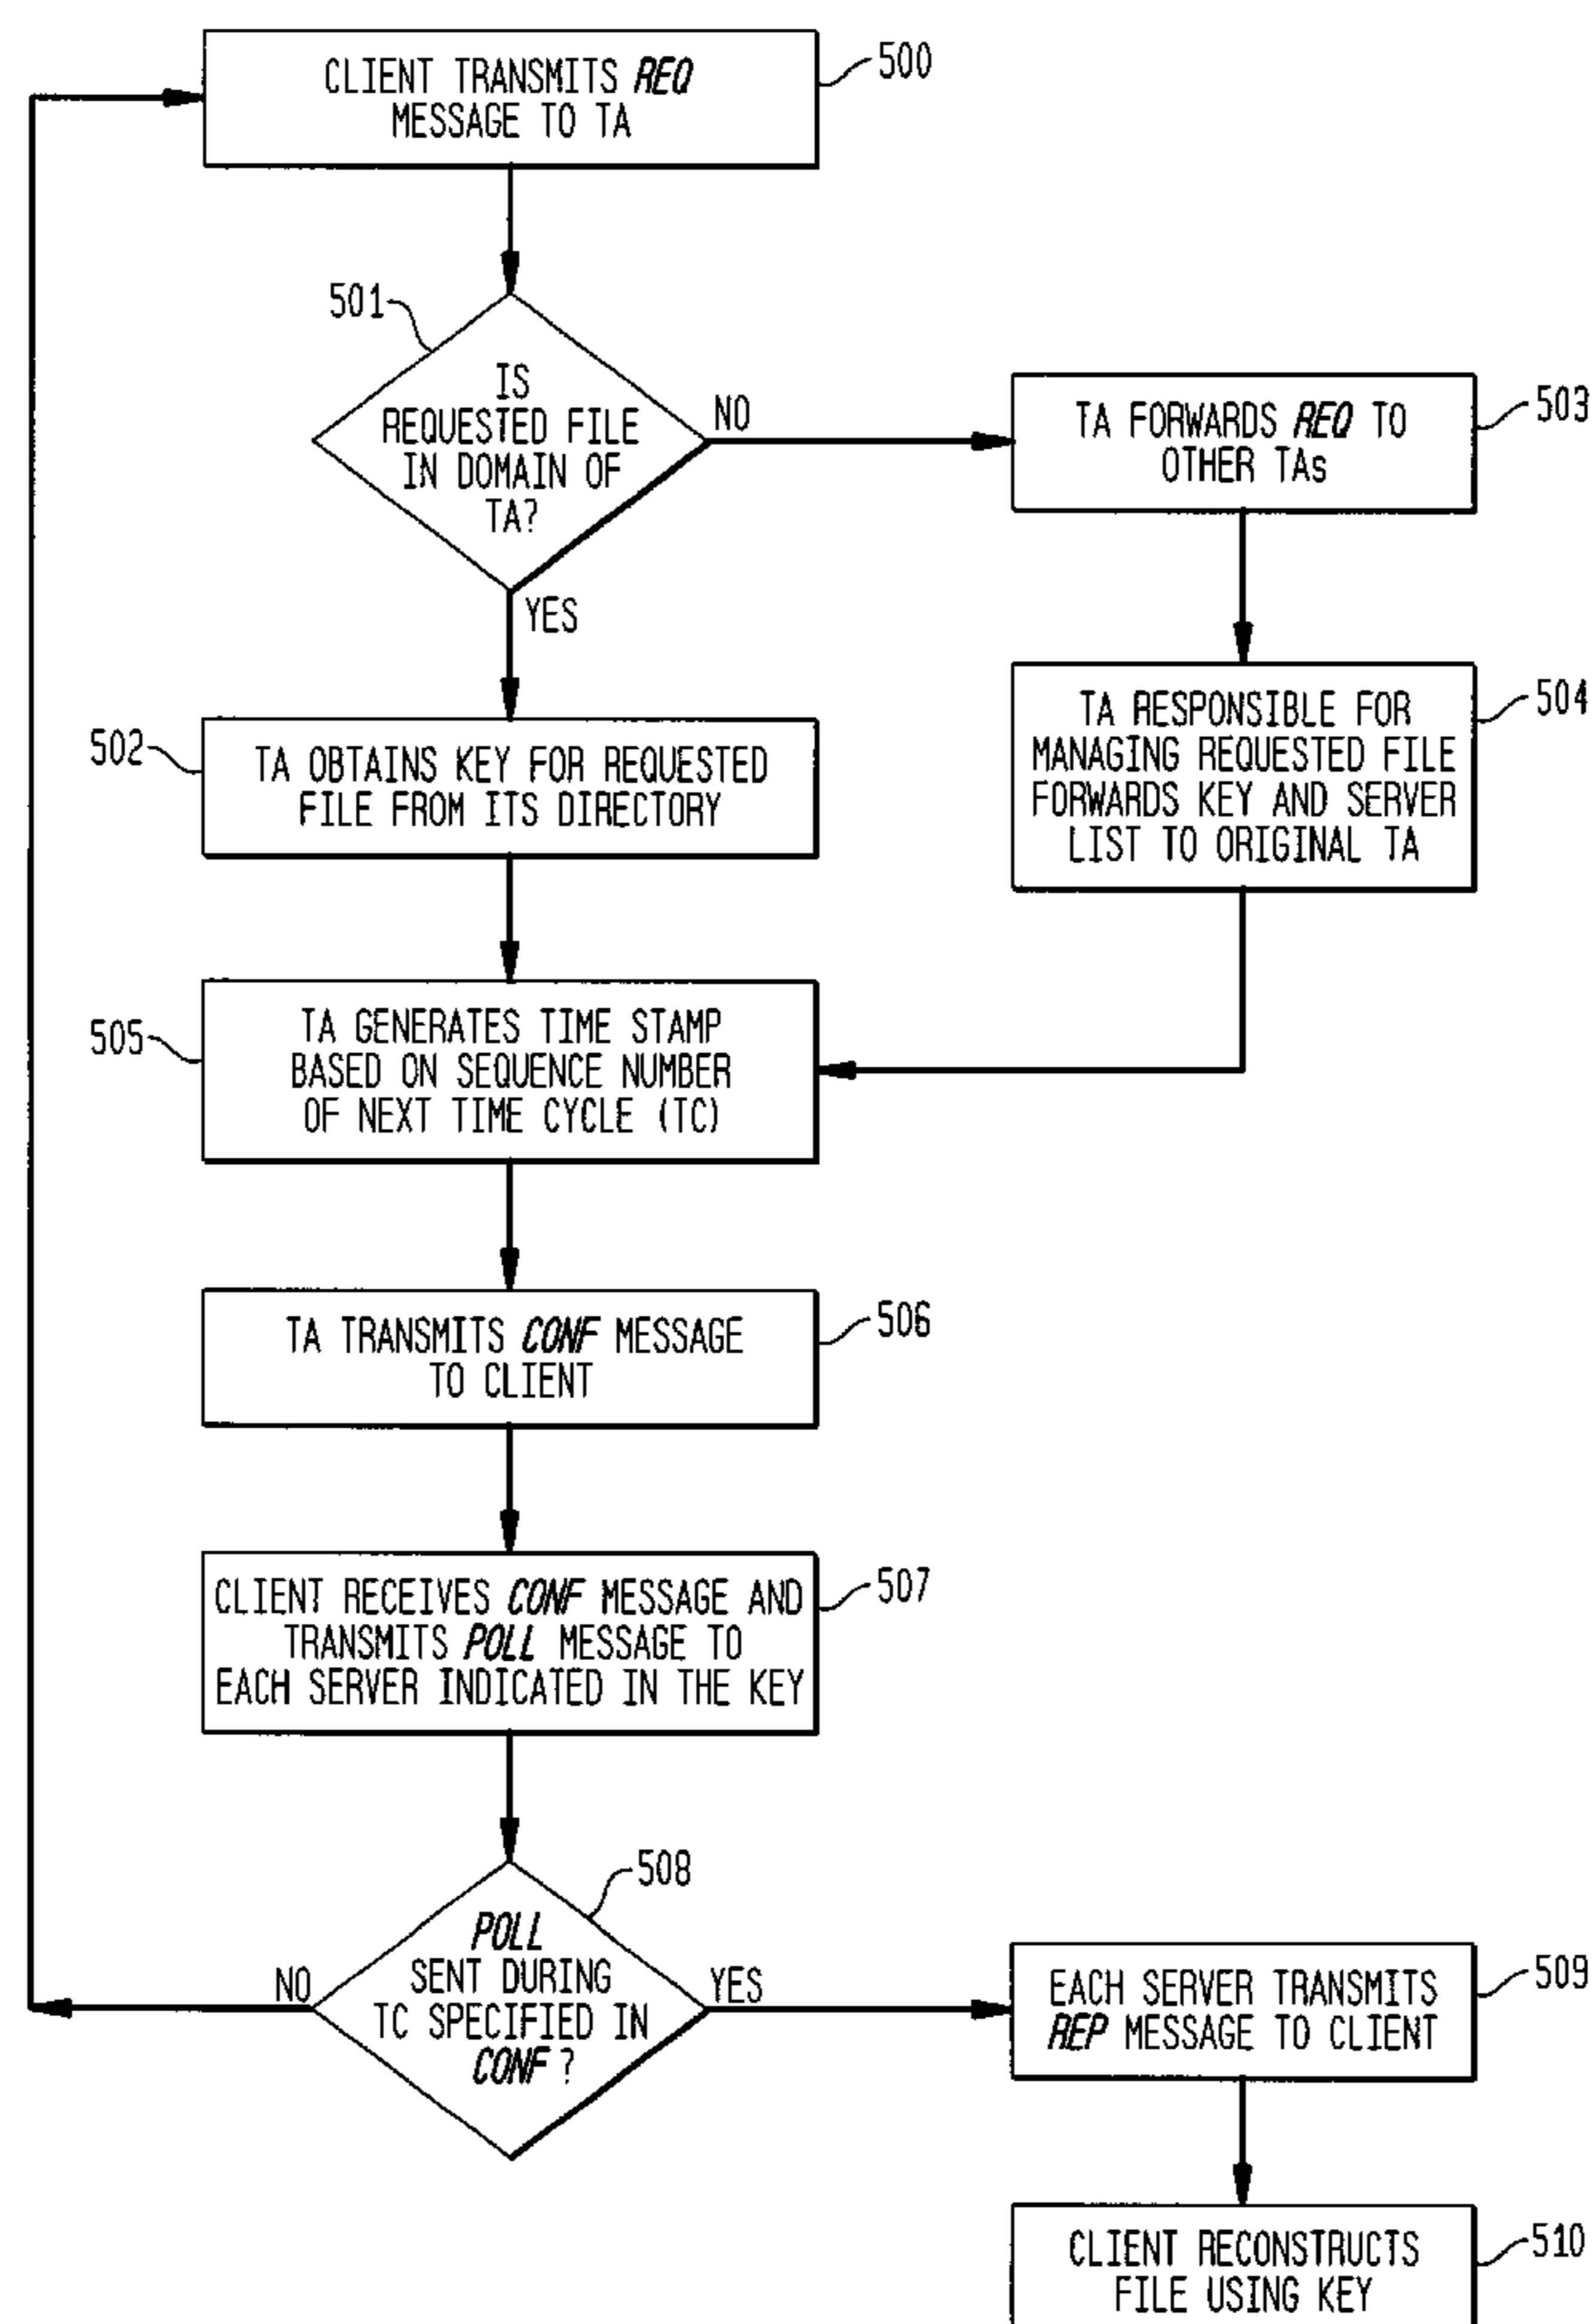 CLIENT TRANSMITS REQ
MESSAGE TO TA
500
501
IS
REQUESTED FILE
IN DOMAIN OF
TA?
NO
YES
TA FORWARDS REQ TO
OTHER TAs
503
TA RESPONSIBLE FOR
MANAGING REQUESTED FILE
FORWARDS KEY AND SERVER
LIST TO ORIGINAL TA
504
502
TA OBTAINS KEY FOR REQUESTED
FILE FROM ITS DIRECTORY
505
TA GENERATES TIME STAMP
BASED ON SEQUENCE NUMBER
OF NEXT TIME CYCLE (TC)
TA TRANSMITS CONF MESSAGE
TO CLIENT
506
CLIENT RECEIVES CONF MESSAGE AND
TRANSMITS POLL MESSAGE TO
EACH SERVER INDICATED IN THE KEY
507
508
POLL
SENT DURING
TC SPECIFIED IN
CONF?
NO
YES
EACH SERVER TRANSMITS
REP MESSAGE TO CLIENT
509
CLIENT RECONSTRUCTS
FILE USING KEY
510